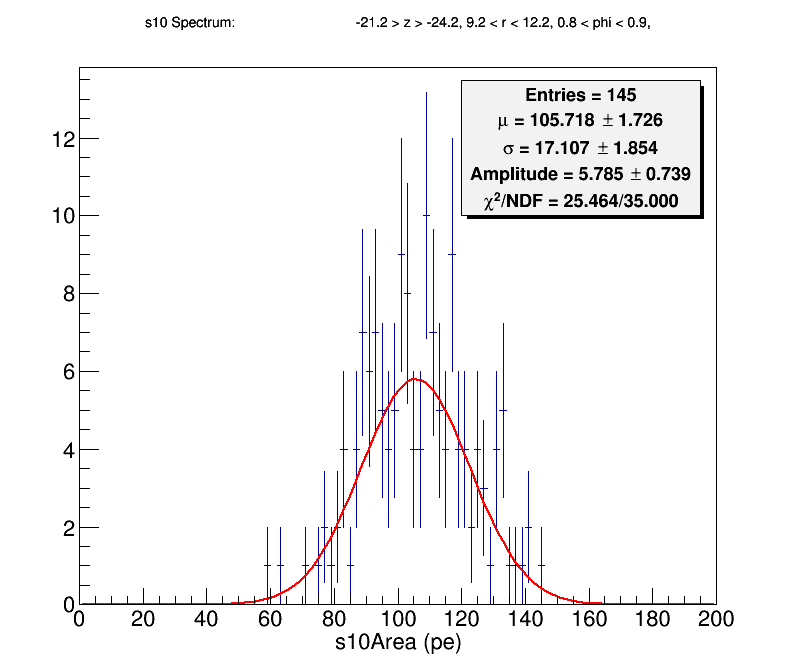 s10 Spectrum: -21.2 > z > -24.2, 9.2 < r < 12.2, 0.8 < phi < 0.9,
Entries = 145
μ = 105.718 ± 1.726
σ = 17.107 ± 1.854
Amplitude = 5.785 ± 0.739
χ²/NDF = 25.464/35.000
12
10
8
6
4
2
0
0 20 40 60 80 100 120 140 160 180 200
s10Area (pe)